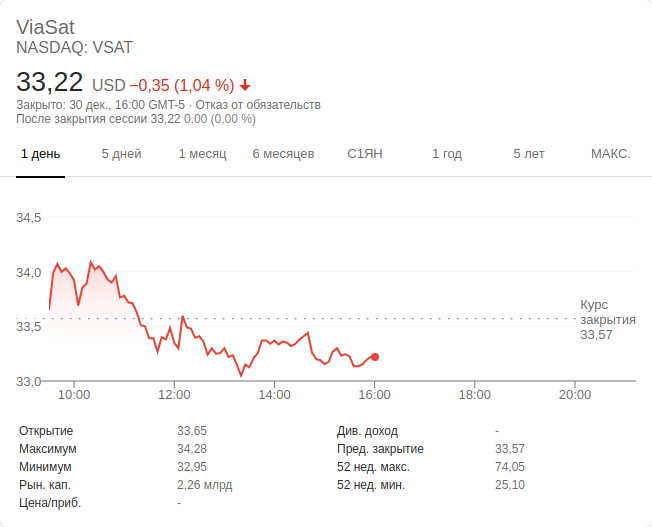 ViaSat
NASDAQ: VSAT
33,22 USD −0,35 (1,04 %)
Закрыто: 30 дек., 16:00 GMT-5 · Отказ от обязательств
После закрытия сессии 33,22 0,00 (0,00 %)
1 день 5 дней 1 месяц 6 месяцев С1ЯН 1 год 5 лет МАКС.
34,5
34,0
33,5
33,0
Курс
закрытия
33,57
10:00 12:00 14:00 16:00 18:00 20:00
Открытие 33,65 Див. доход -
Максимум 34,28 Пред. закрытие 33,57
Минимум 32,95 52 нед. макс. 74,05
Рын. кап. 2,26 млрд 52 нед. мин. 25,10
Цена/приб. -